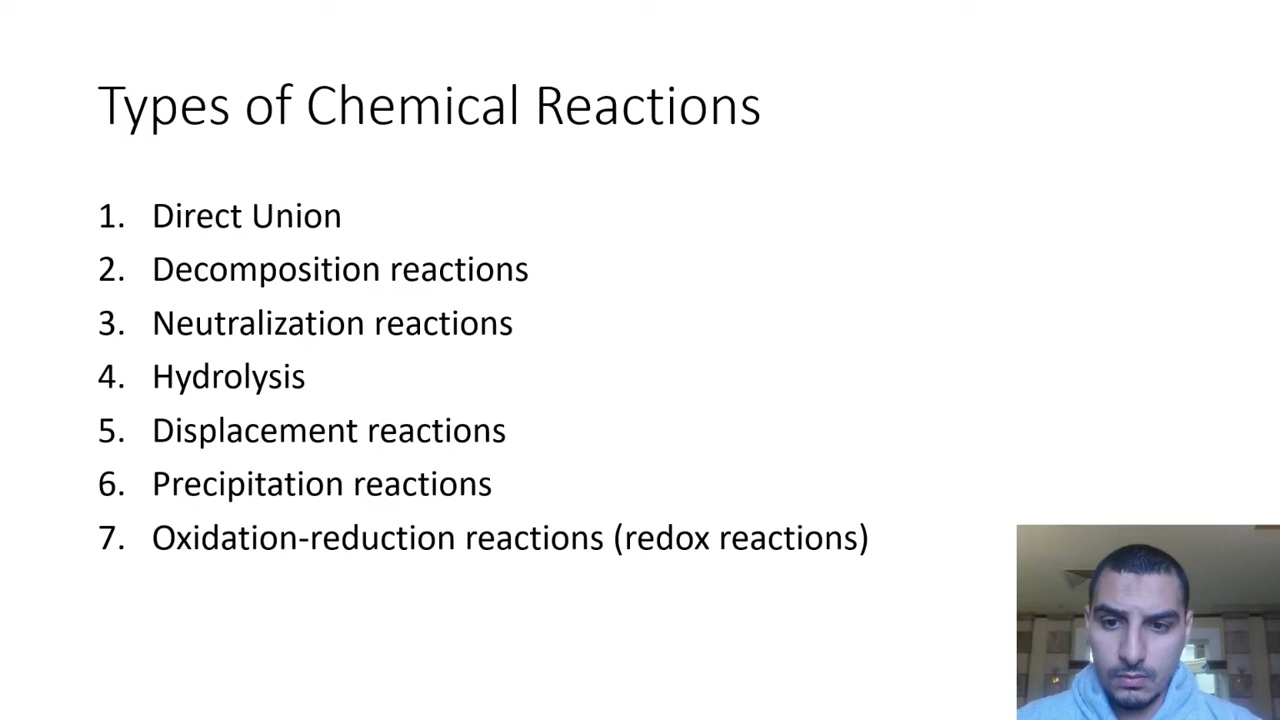 Types of Chemical Reactions
1. Direct Union
2. Decomposition reactions
3. Neutralization reactions
4. Hydrolysis
5. Displacement reactions
6. Precipitation reactions
7. Oxidation-reduction reactions (redox reactions)